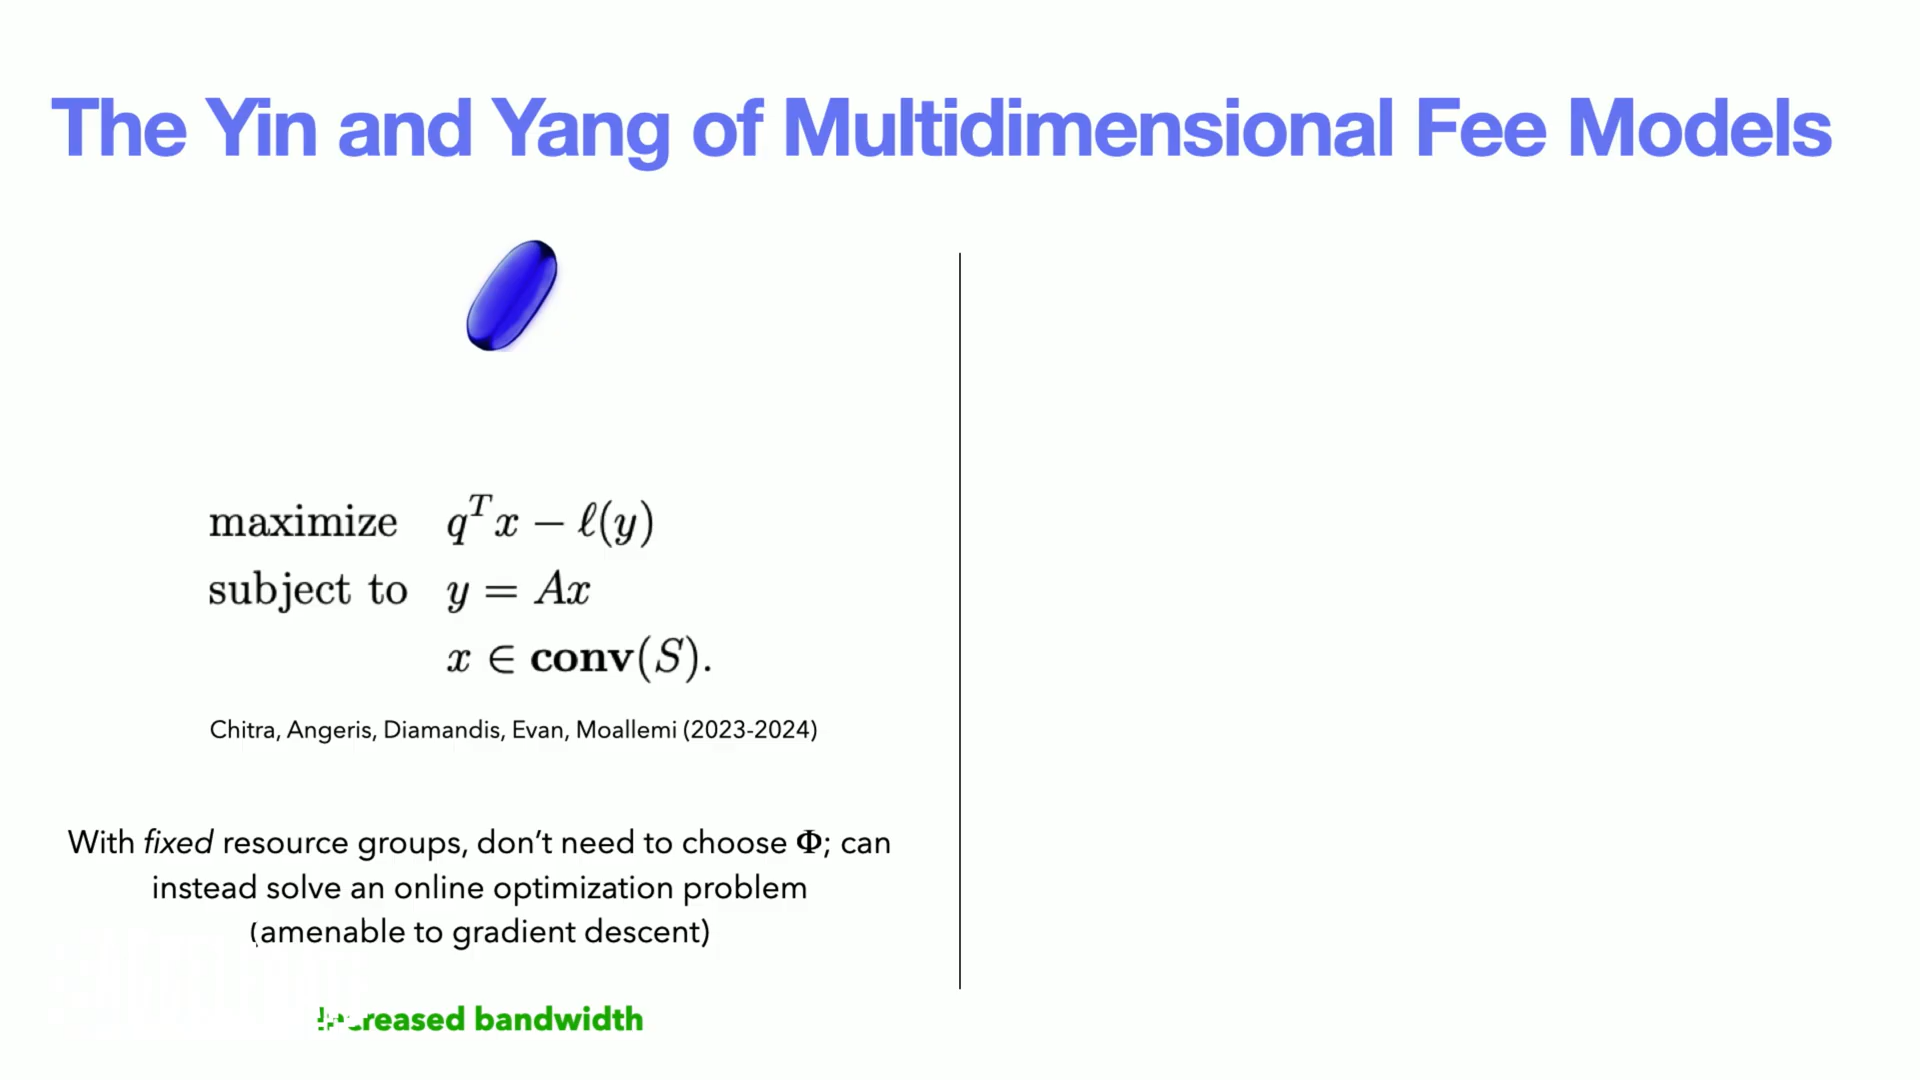 The Yin and Yang of Multidimensional Fee Models
maximize q^T x − ℓ(y)
subject to y = Ax
x ∈ conv(S).
Chitra, Angeris, Diamandis, Evan, Moallemi (2023-2024)
With fixed resource groups, don’t need to choose Φ; can
instead solve an online optimization problem
(amenable to gradient descent)
Increased bandwidth